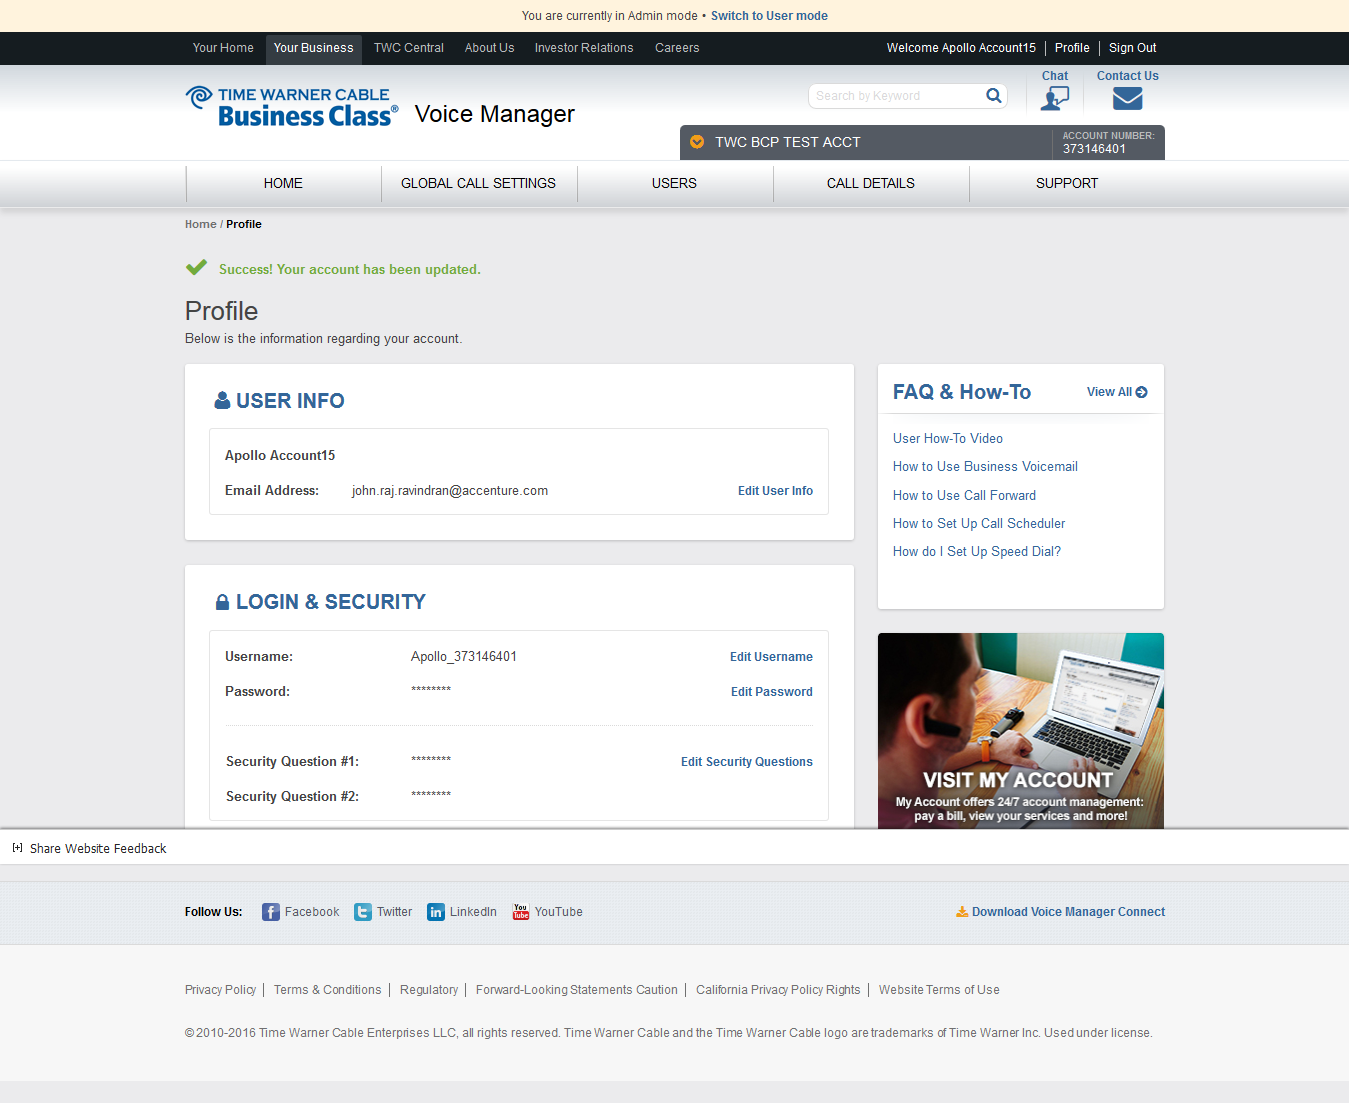 You are currently in Admin mode • Switch to User mode
Your Home Your Business TWC Central About Us Investor Relations Careers Welcome Apollo Account15 Profile Sign Out
TIME WARNER CABLE
Business Class® Voice Manager
Search by Keyword
Chat
Contact Us
TWC BCP TEST ACCT
ACCOUNT NUMBER:
373146401
HOME GLOBAL CALL SETTINGS USERS CALL DETAILS SUPPORT
Home / Profile
Success! Your account has been updated.
Profile
Below is the information regarding your account.
USER INFO
Apollo Account15
Email Address: john.raj.ravindran@accenture.com Edit User Info
LOGIN & SECURITY
Username: Apollo_373146401 Edit Username
Password: ******** Edit Password
Security Question #1: ******** Edit Security Questions
Security Question #2: ********
FAQ & How-To View All
User How-To Video
How to Use Business Voicemail
How to Use Call Forward
How to Set Up Call Scheduler
How do I Set Up Speed Dial?
VISIT MY ACCOUNT
My Account offers 24/7 account management:
pay a bill, view your services and more!
[+] Share Website Feedback
Follow Us: Facebook Twitter LinkedIn YouTube Download Voice Manager Connect
Privacy Policy Terms & Conditions Regulatory Forward-Looking Statements Caution California Privacy Policy Rights Website Terms of Use
© 2010-2016 Time Warner Cable Enterprises LLC, all rights reserved. Time Warner Cable and the Time Warner Cable logo are trademarks of Time Warner Inc. Used under license.